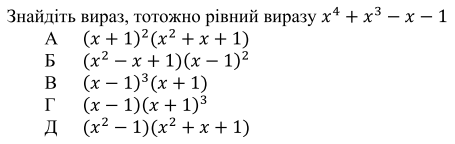 Знайдіть вираз, тотожно рівний виразу x⁴ + x³ − x − 1
А (x + 1)²(x² + x + 1)
Б (x² − x + 1)(x − 1)²
В (x − 1)³(x + 1)
Г (x − 1)(x + 1)³
Д (x² − 1)(x² + x + 1)